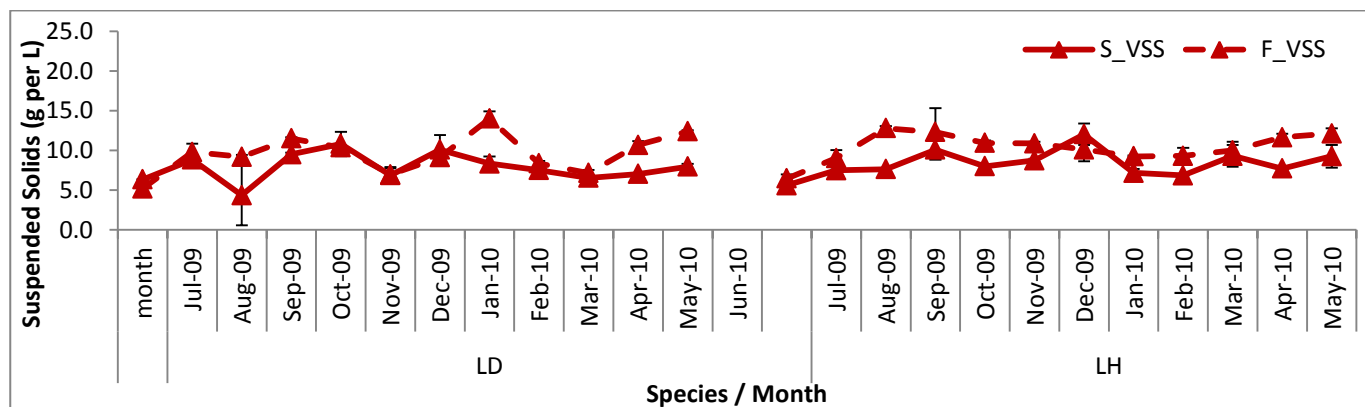 25.0
20.0
15.0
10.0
5.0
0.0
Suspended Solids (g per L)
S_VSS F_VSS
month Jul-09 Aug-09 Sep-09 Oct-09 Nov-09 Dec-09 Jan-10 Feb-10 Mar-10 Apr-10 May-10 Jun-10 Jul-09 Aug-09 Sep-09 Oct-09 Nov-09 Dec-09 Jan-10 Feb-10 Mar-10 Apr-10 May-10
LD LH
Species / Month